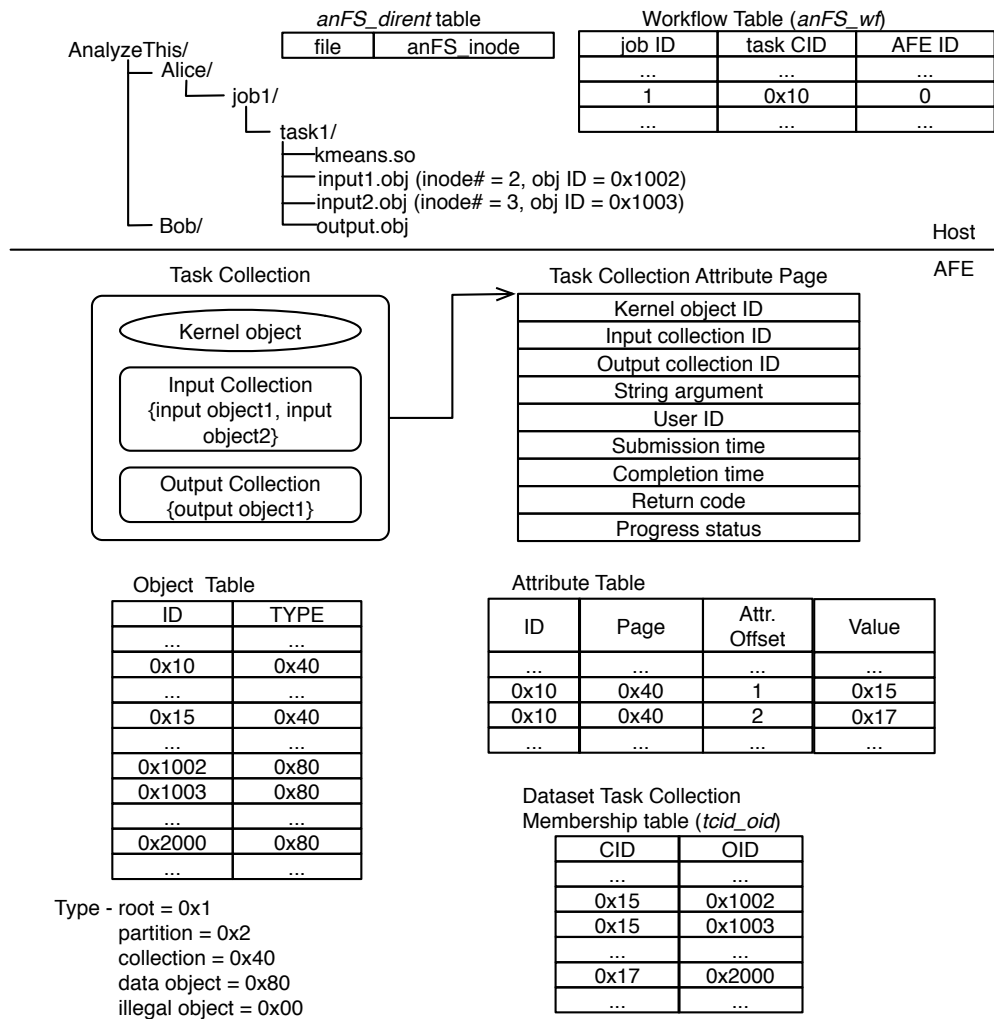 anFS_dirent table
file anFS_inode
Workflow Table (anFS_wf)
job ID task CID AFE ID
... ... ...
1 0x10 0
... ... ...
AnalyzeThis/
Alice/
job1/
task1/
kmeans.so
input1.obj (inode# = 2, obj ID = 0x1002)
input2.obj (inode# = 3, obj ID = 0x1003)
output.obj
Bob/
Host
AFE
Task Collection
Kernel object
Input Collection
{input object1, input
object2}
Output Collection
{output object1}
Task Collection Attribute Page
Kernel object ID
Input collection ID
Output collection ID
String argument
User ID
Submission time
Completion time
Return code
Progress status
Object Table
ID TYPE
... ...
0x10 0x40
... ...
0x15 0x40
... ...
0x1002 0x80
0x1003 0x80
... ...
0x2000 0x80
... ...
Type - root = 0x1
partition = 0x2
collection = 0x40
data object = 0x80
illegal object = 0x00
Attribute Table
ID Page Attr. Value
Offset
... ... ... ...
0x10 0x40 1 0x15
0x10 0x40 2 0x17
... ... ... ...
Dataset Task Collection
Membership table (tcid_oid)
CID OID
... ...
0x15 0x1002
0x15 0x1003
... ...
0x17 0x2000
... ...